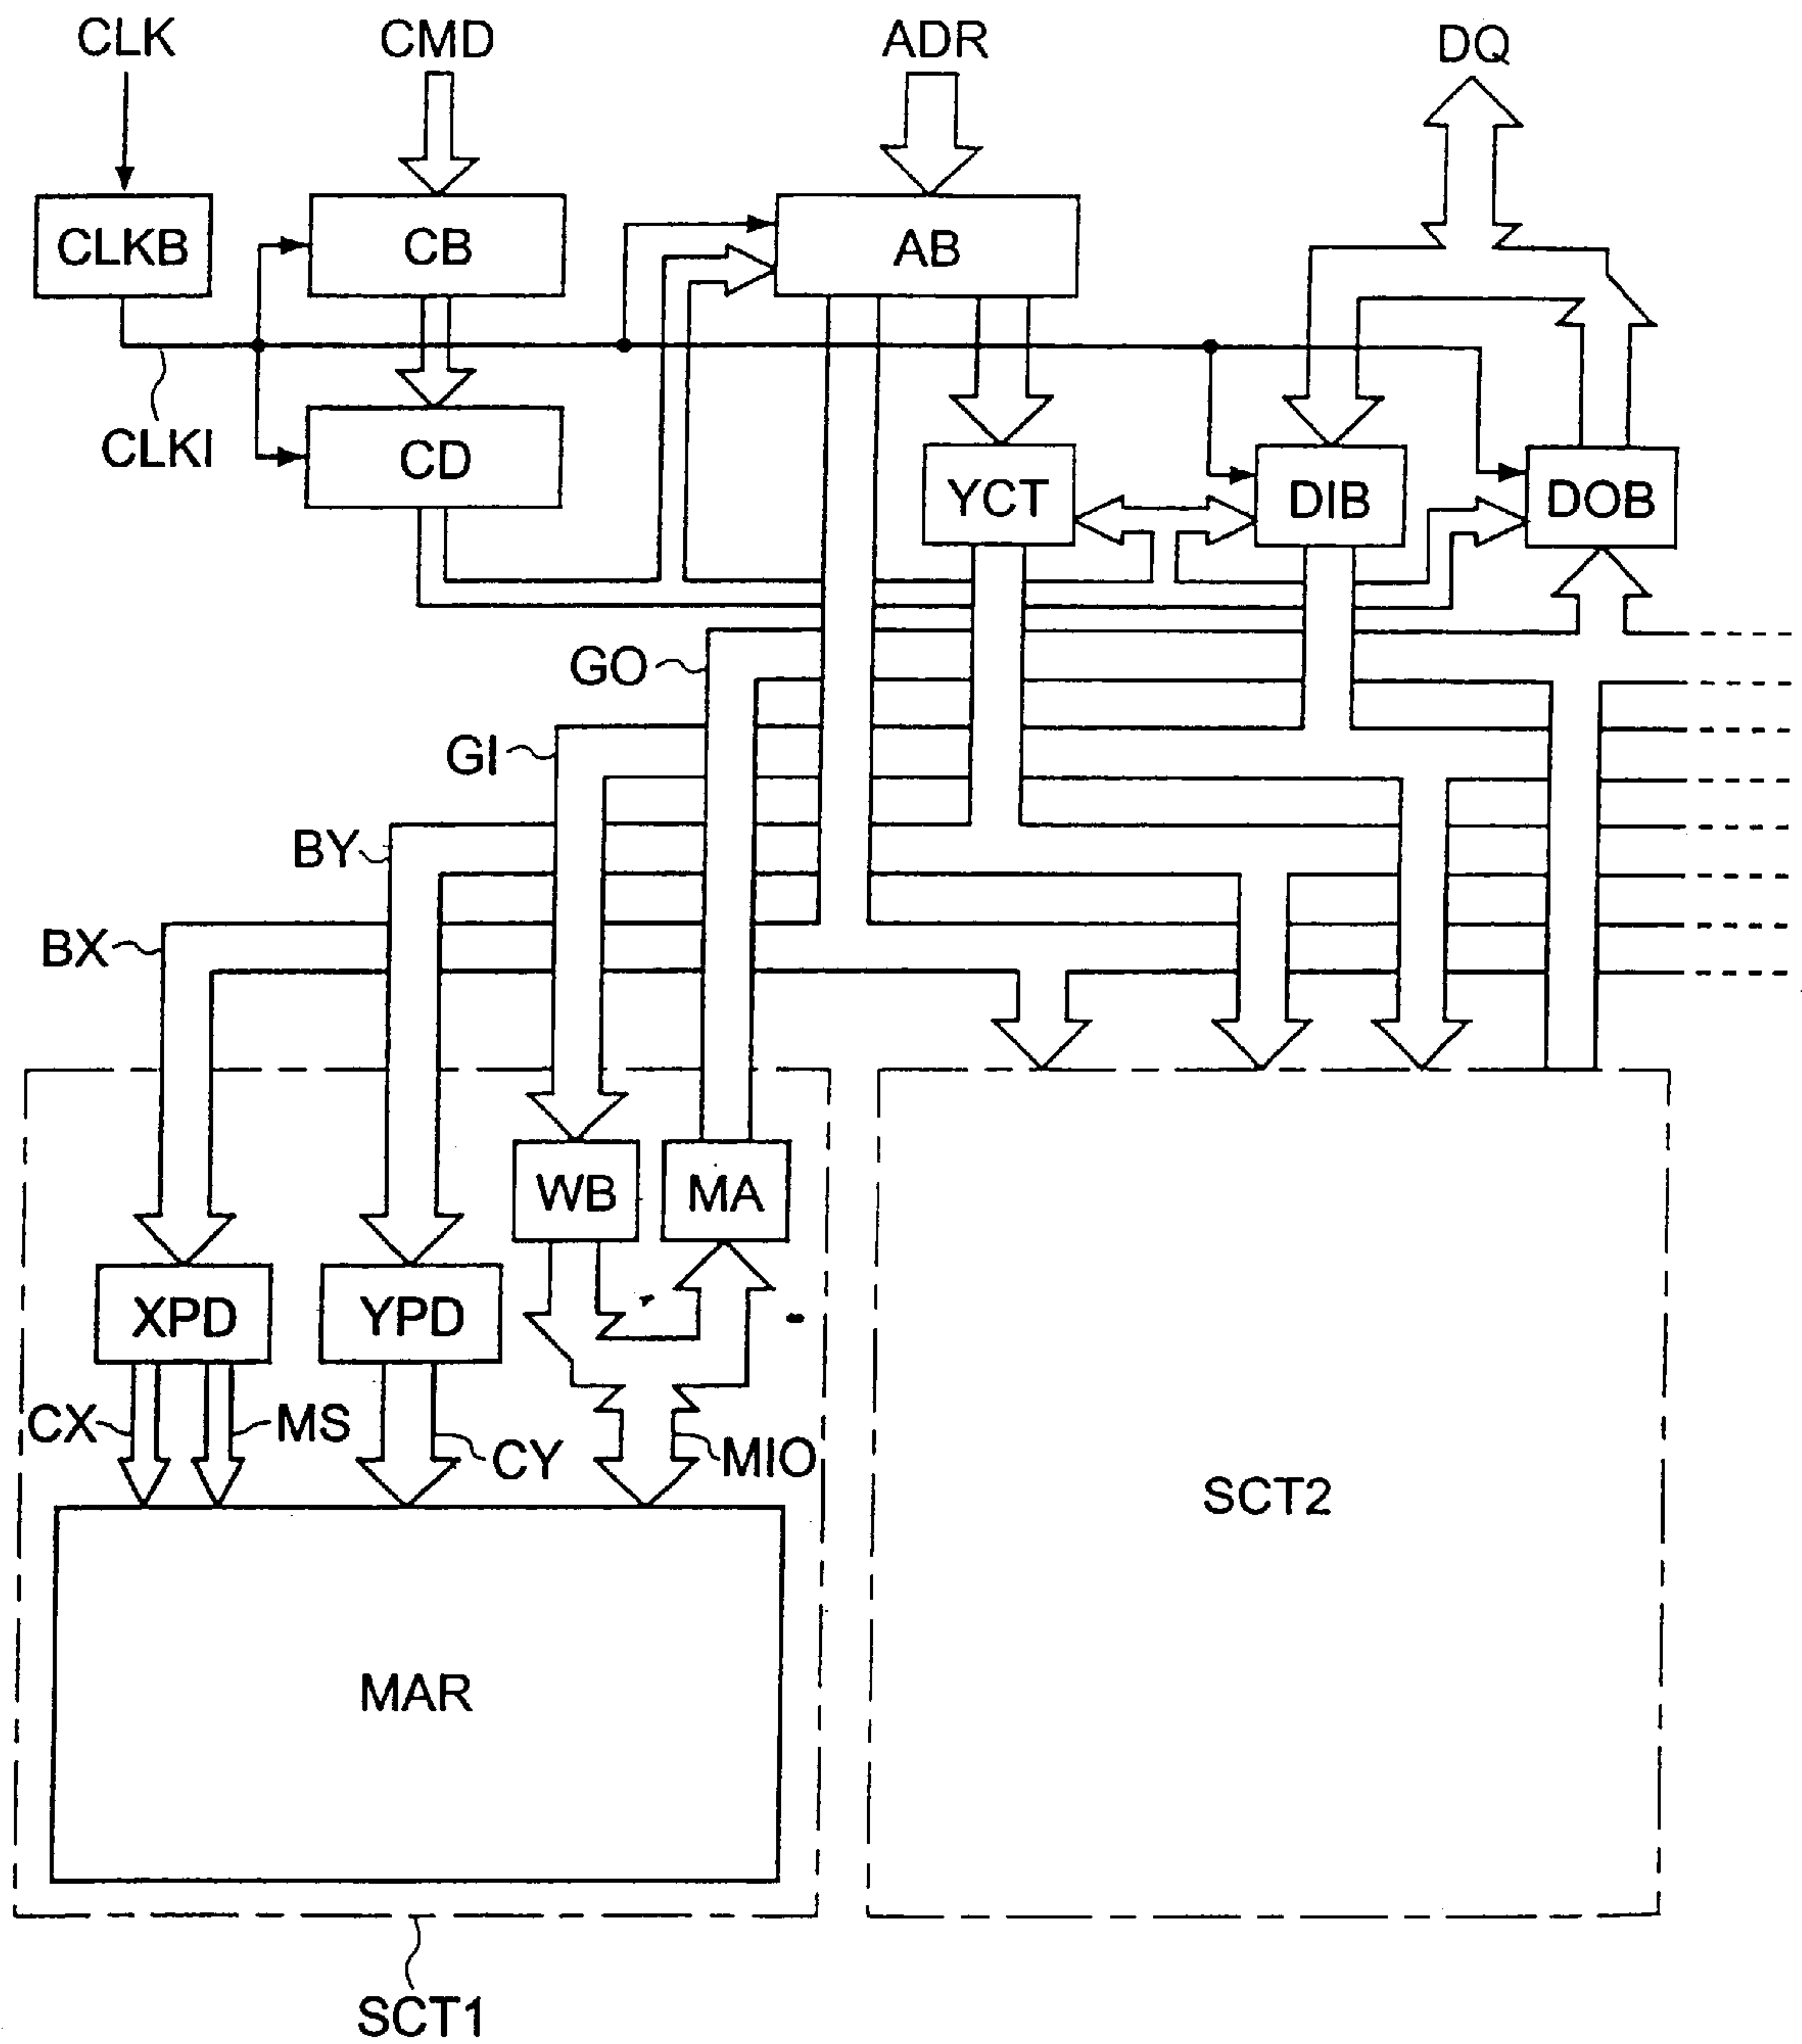 CLK
CMD
ADR
DQ
CLKB
CB
AB
CLKI
CD
YCT
DIB
DOB
GO
GI
BY
BX
WB
MA
XPD
YPD
CX
MS
CY
MIO
SCT2
MAR
SCT1